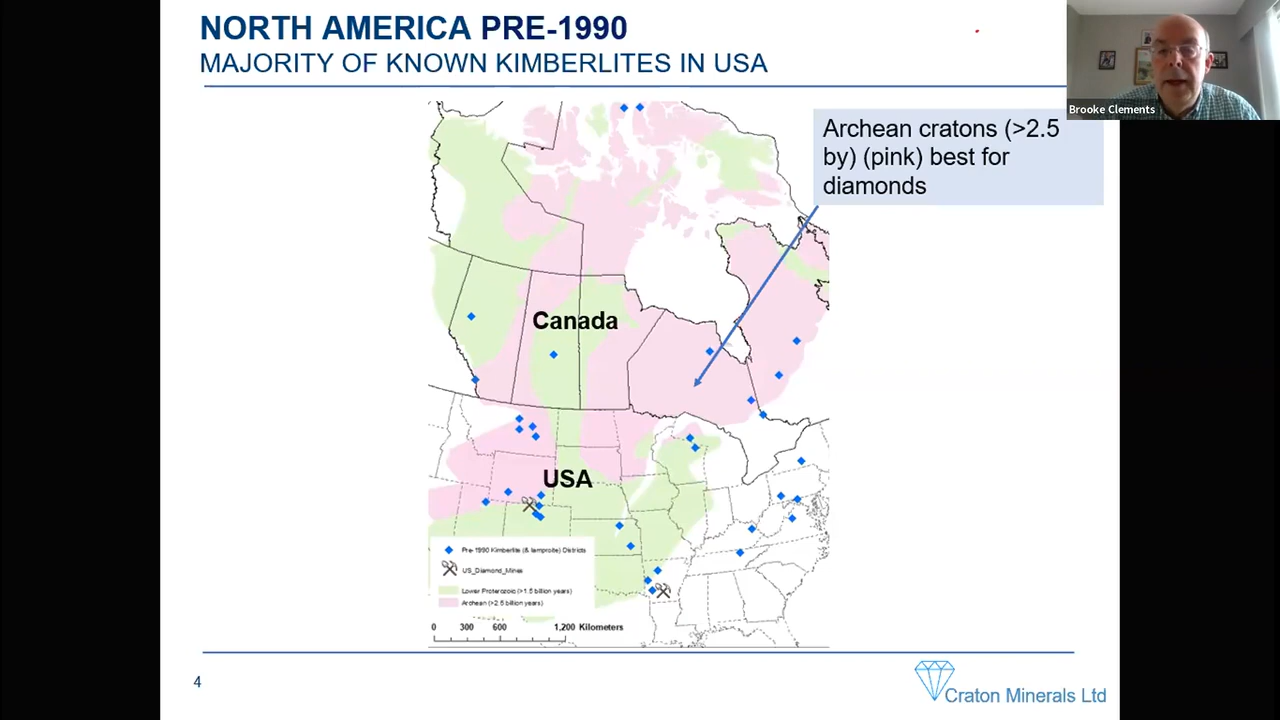 NORTH AMERICA PRE-1990
MAJORITY OF KNOWN KIMBERLITES IN USA
Brooke Clements
Archean cratons (>2.5
by) (pink) best for
diamonds
Canada
USA
Pre-1990 Kimberlite (& lamproite) Districts
US_Diamond_Mines
Lower Proterozoic (>1.5 billion years)
Archean (>2.5 billion years)
0 300 600 1,200 Kilometers
4
Craton Minerals Ltd